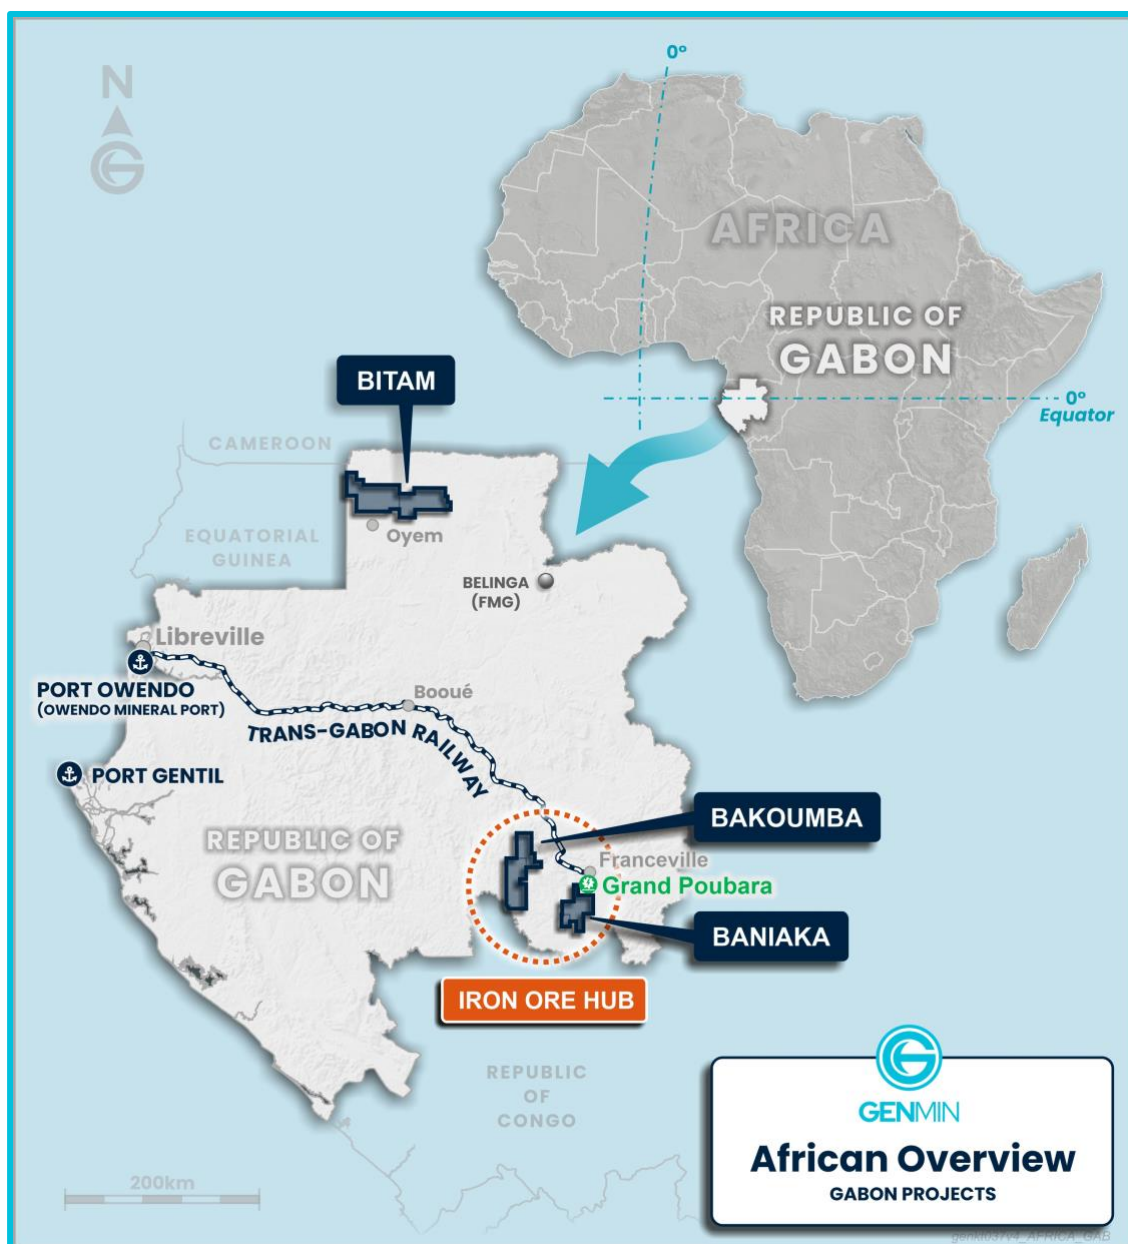 N
0°
AFRICA
REPUBLIC OF
GABON
0°
Equator
BITAM
CAMEROON
EQUATORIAL
GUINEA
Oyem
BELINGA
(FMG)
Libreville
PORT OWENDO
(OWENDO MINERAL PORT)
Booué
TRANS-GABON RAILWAY
PORT GENTIL
REPUBLIC OF
GABON
BAKOUMBA
Franceville
Grand Poubara
BANIAKA
IRON ORE HUB
REPUBLIC
OF
CONGO
200km
G
GENMIN
African Overview
GABON PROJECTS
genkt037v4_AFRICA_GAB